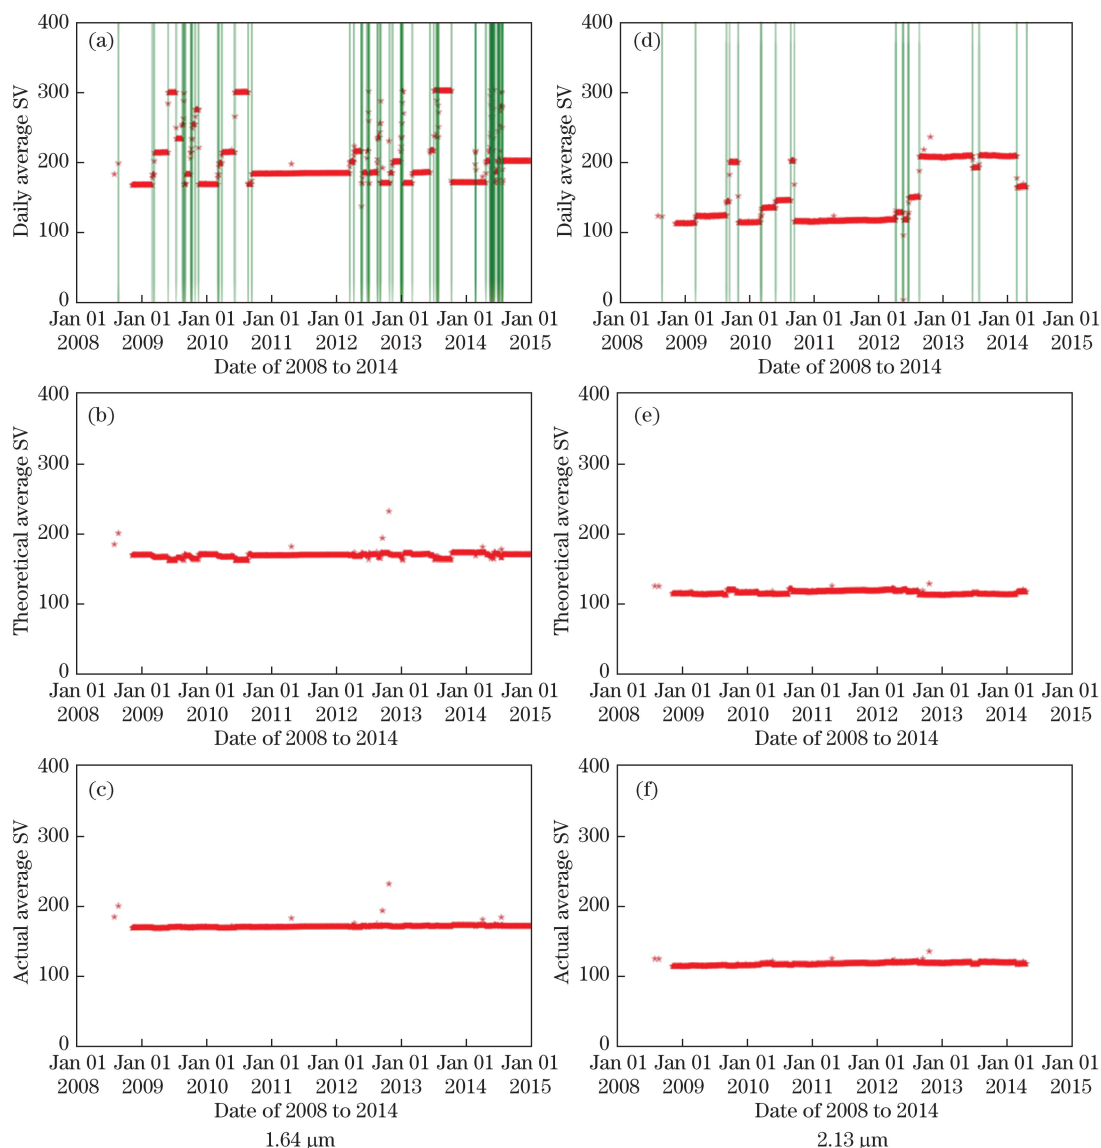 (a)
Daily average SV
400
300
200
100
0
Jan 01 Jan 01 Jan 01 Jan 01 Jan 01 Jan 01 Jan 01 Jan 01
2008 2009 2010 2011 2012 2013 2014 2015
Date of 2008 to 2014
(d)
Daily average SV
400
300
200
100
0
Jan 01 Jan 01 Jan 01 Jan 01 Jan 01 Jan 01 Jan 01 Jan 01
2008 2009 2010 2011 2012 2013 2014 2015
Date of 2008 to 2014
(b)
Theoretical average SV
400
300
200
100
0
Jan 01 Jan 01 Jan 01 Jan 01 Jan 01 Jan 01 Jan 01 Jan 01
2008 2009 2010 2011 2012 2013 2014 2015
Date of 2008 to 2014
(e)
Theoretical average SV
400
300
200
100
0
Jan 01 Jan 01 Jan 01 Jan 01 Jan 01 Jan 01 Jan 01 Jan 01
2008 2009 2010 2011 2012 2013 2014 2015
Date of 2008 to 2014
(c)
Actual average SV
400
300
200
100
0
Jan 01 Jan 01 Jan 01 Jan 01 Jan 01 Jan 01 Jan 01 Jan 01
2008 2009 2010 2011 2012 2013 2014 2015
Date of 2008 to 2014
1.64 μm
(f)
Actual average SV
400
300
200
100
0
Jan 01 Jan 01 Jan 01 Jan 01 Jan 01 Jan 01 Jan 01 Jan 01
2008 2009 2010 2011 2012 2013 2014 2015
Date of 2008 to 2014
2.13 μm